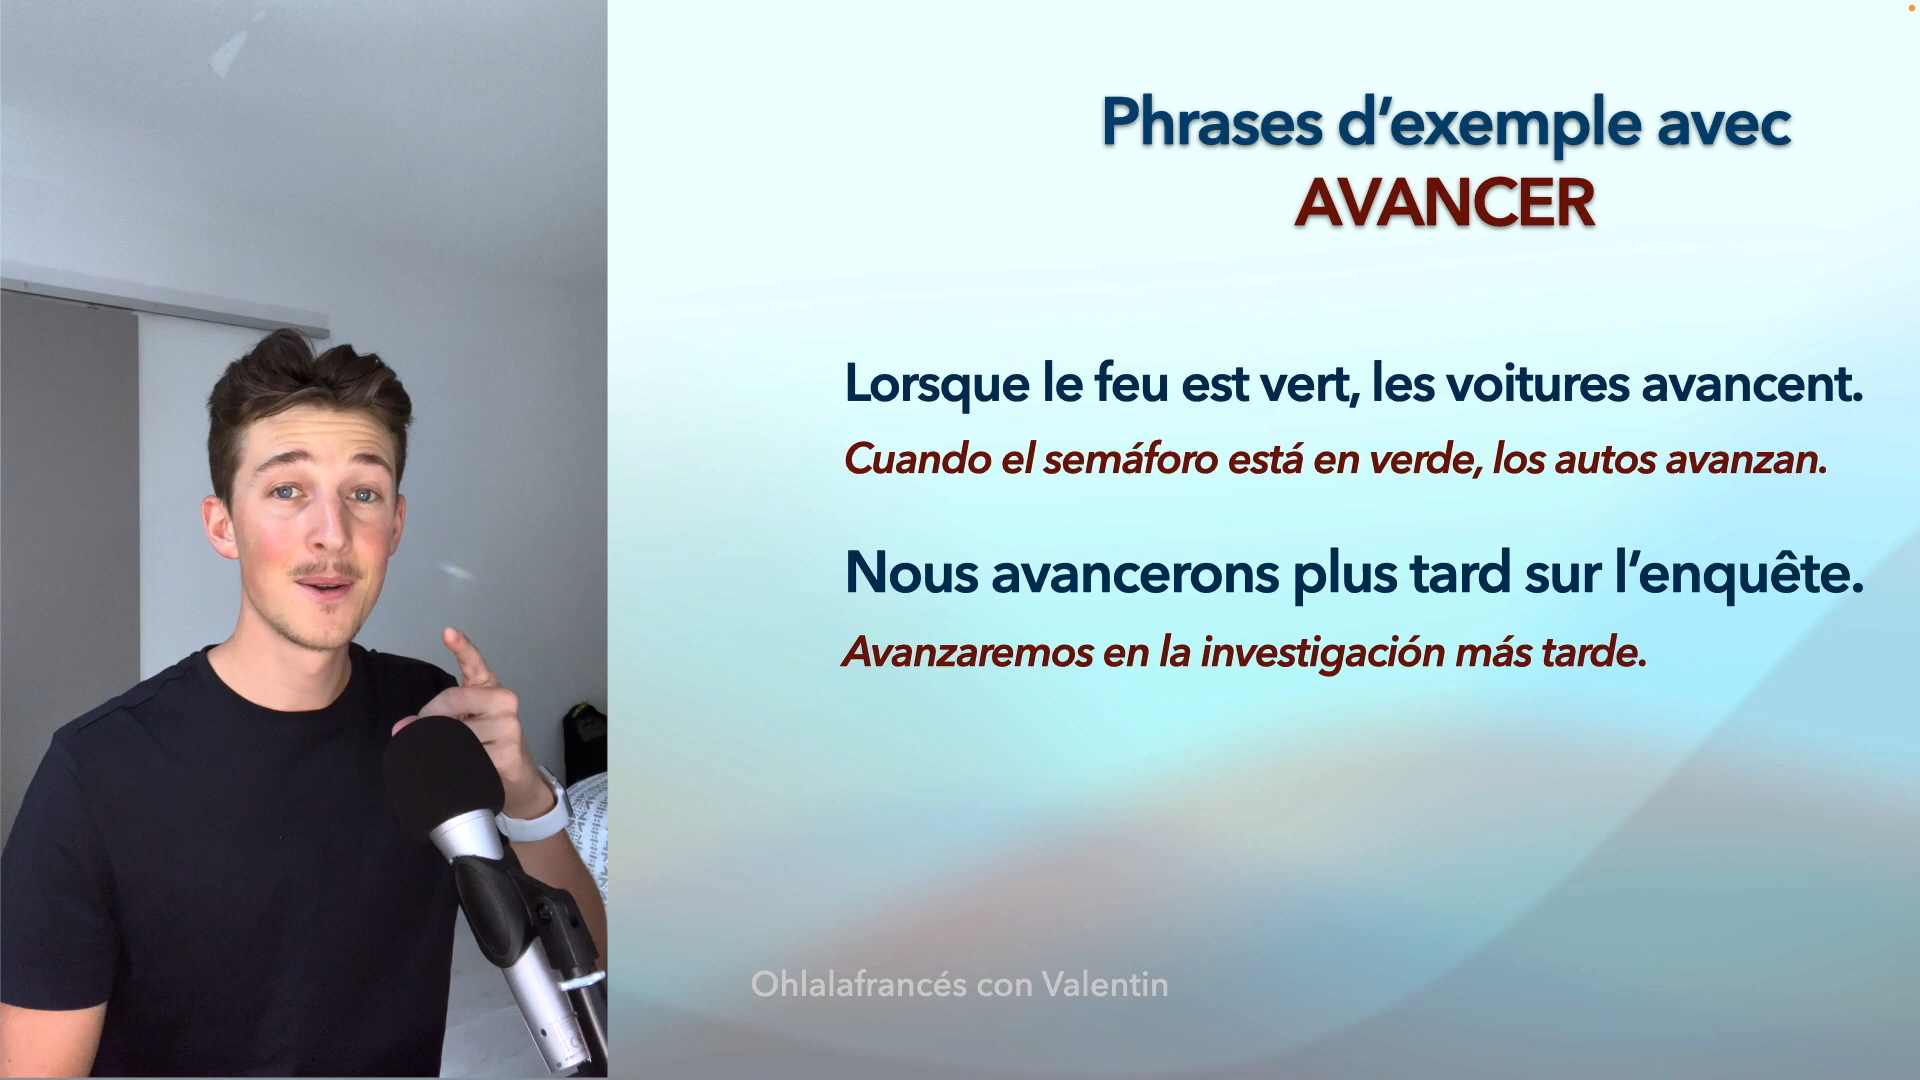 Phrases d’exemple avec
AVANCER
Lorsque le feu est vert, les voitures avancent.
Cuando el semáforo está en verde, los autos avanzan.
Nous avancerons plus tard sur l’enquête.
Avanzaremos en la investigación más tarde.
Ohlalafrancés con Valentin